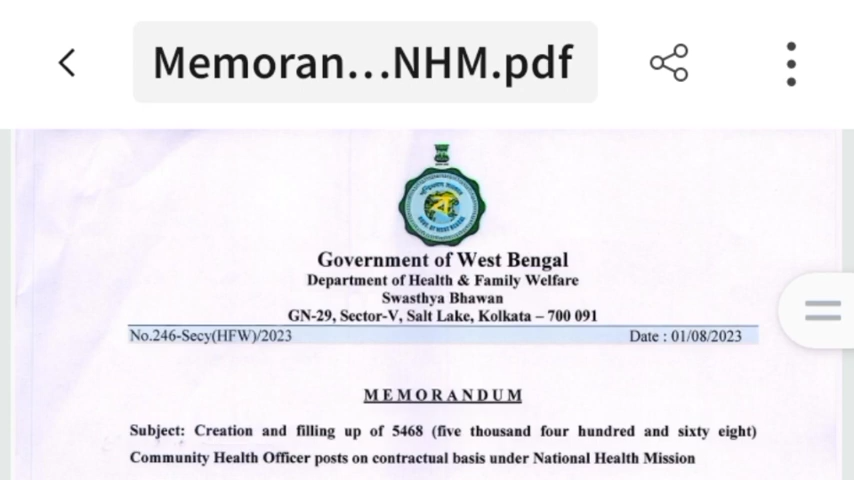 Memoran...NHM.pdf
Government of West Bengal
Department of Health & Family Welfare
Swasthya Bhawan
GN-29, Sector-V, Salt Lake, Kolkata – 700 091
No.246-Secy(HFW)/2023 Date : 01/08/2023
MEMORANDUM
Subject: Creation and filling up of 5468 (five thousand four hundred and sixty eight)
Community Health Officer posts on contractual basis under National Health Mission